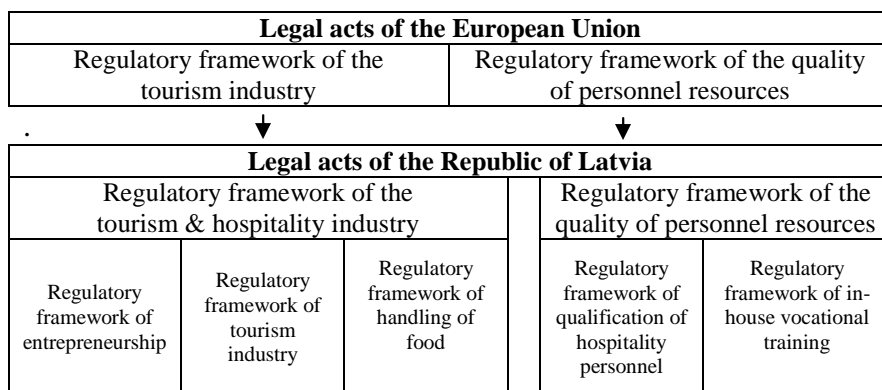 Legal acts of the European Union
Regulatory framework of the
tourism industry
Regulatory framework of the quality
of personnel resources
.
Legal acts of the Republic of Latvia
Regulatory framework of the
tourism & hospitality industry
Regulatory framework of the
quality of personnel resources
Regulatory
framework of
entrepreneurship
Regulatory
framework of
tourism
industry
Regulatory
framework of
handling of
food
Regulatory
framework of
qualification of
hospitality
personnel
Regulatory
framework of in-
house vocational
training